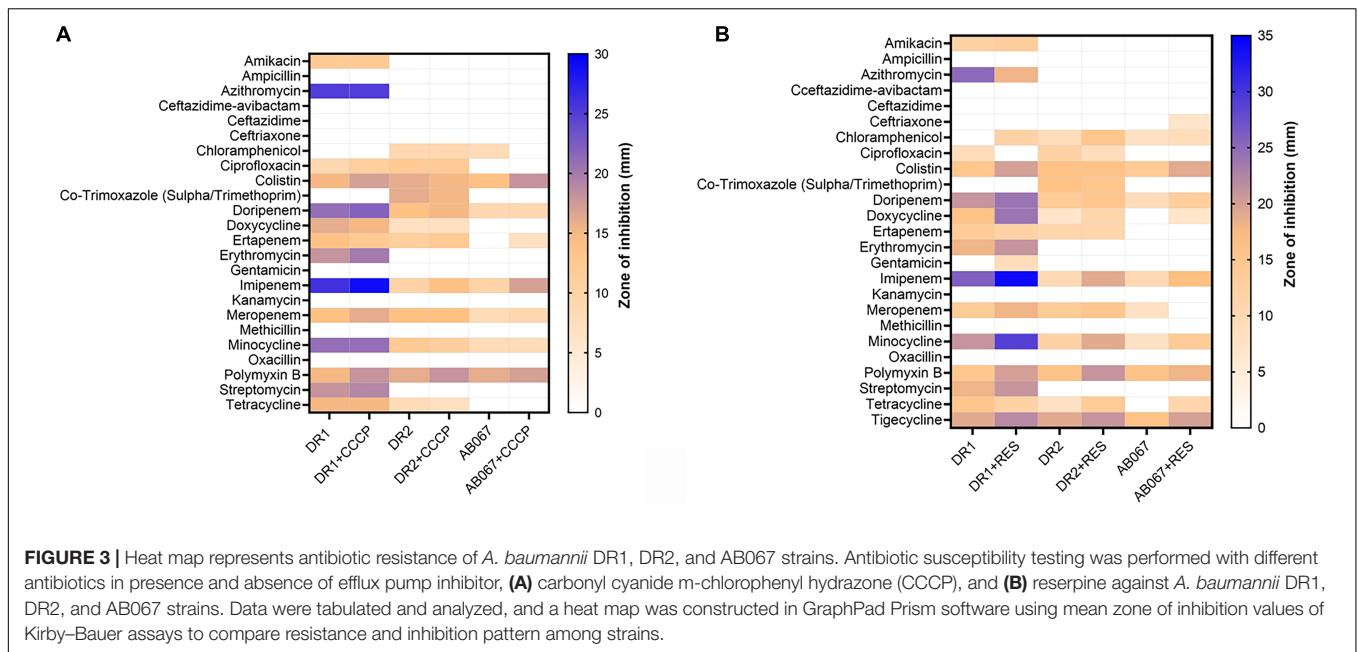 A
Amikacin
Ampicillin
Azithromycin
Ceftazidime-avibactam
Ceftazidime
Ceftriaxone
Chloramphenicol
Ciprofloxacin
Colistin
Co-Trimoxazole (Sulpha/Trimethoprim)
Doripenem
Doxycycline
Ertapenem
Erythromycin
Gentamicin
Imipenem
Kanamycin
Meropenem
Methicillin
Minocycline
Oxacillin
Polymyxin B
Streptomycin
Tetracycline
DR1
DR1+CCCP
DR2
DR2+CCCP
AB067
AB067+CCCP
30
25
20
15
10
5
0
Zone of inhibition (mm)
B
Amikacin
Ampicillin
Azithromycin
Cceftazidime-avibactam
Ceftazidime
Ceftriaxone
Chloramphenicol
Ciprofloxacin
Colistin
Co-Trimoxazole (Sulpha/Trimethoprim)
Doripenem
Doxycycline
Ertapenem
Erythromycin
Gentamicin
Imipenem
Kanamycin
Meropenem
Methicillin
Minocycline
Oxacillin
Polymyxin B
Streptomycin
Tetracycline
Tigecycline
DR1
DR1+RES
DR2
DR2+RES
AB067
AB067+RES
35
30
25
20
15
10
5
0
Zone of inhibition (mm)
FIGURE 3 | Heat map represents antibiotic resistance of A. baumannii DR1, DR2, and AB067 strains. Antibiotic susceptibility testing was performed with different
antibiotics in presence and absence of efflux pump inhibitor, (A) carbonyl cyanide m-chlorophenyl hydrazone (CCCP), and (B) reserpine against A. baumannii DR1,
DR2, and AB067 strains. Data were tabulated and analyzed, and a heat map was constructed in GraphPad Prism software using mean zone of inhibition values of
Kirby–Bauer assays to compare resistance and inhibition pattern among strains.